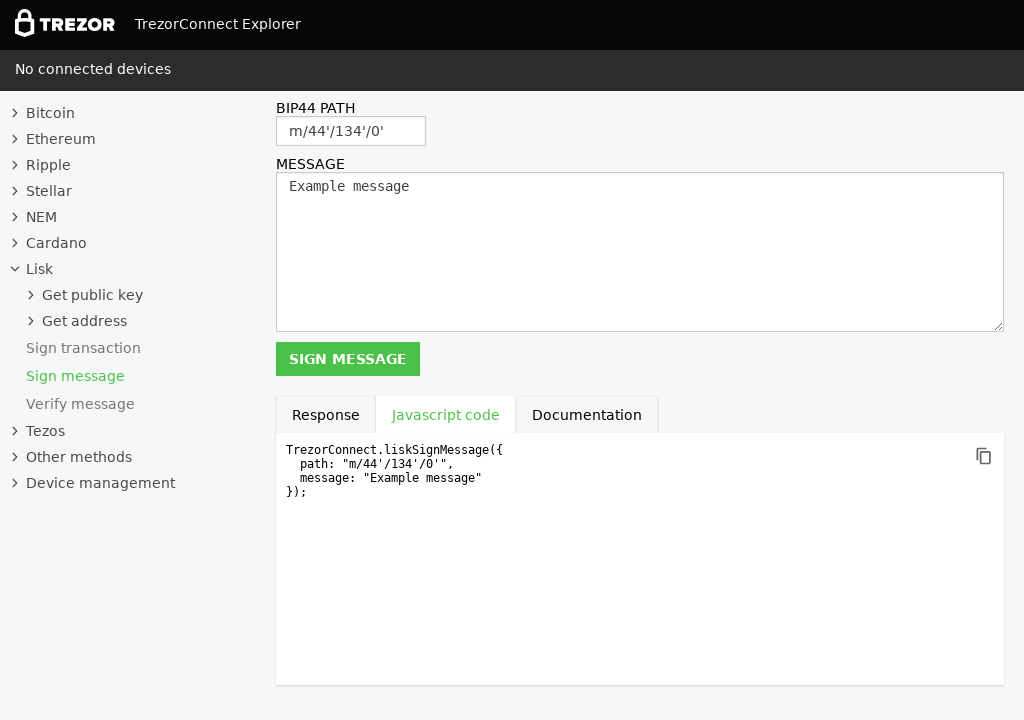 TREZOR TrezorConnect Explorer
No connected devices
Bitcoin
Ethereum
Ripple
Stellar
NEM
Cardano
Lisk
Get public key
Get address
Sign transaction
Sign message
Verify message
Tezos
Other methods
Device management
BIP44 PATH
m/44'/134'/0'
MESSAGE
Example message
SIGN MESSAGE
Response Javascript code Documentation
TrezorConnect.liskSignMessage({
  path: "m/44'/134'/0'",
  message: "Example message"
});